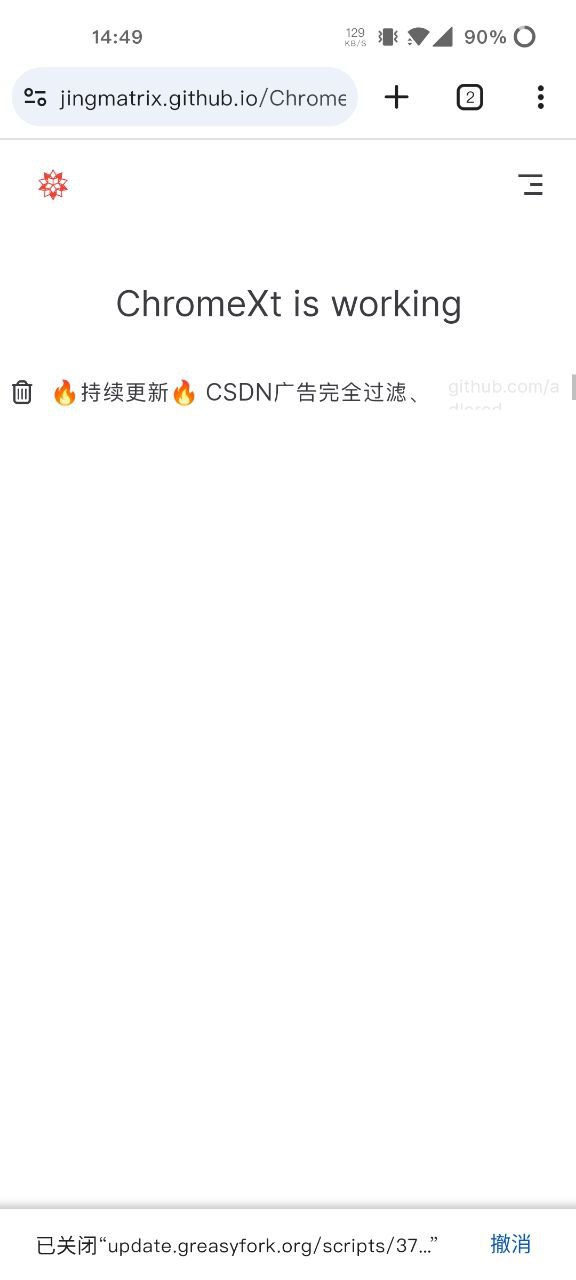 14:49
129
KB/S
90%
jingmatrix.github.io/Chrome
2
ChromeXt is working
🔥持续更新🔥 CSDN广告完全过滤、
github.com/a
已关闭“update.greasyfork.org/scripts/37…”
撤消